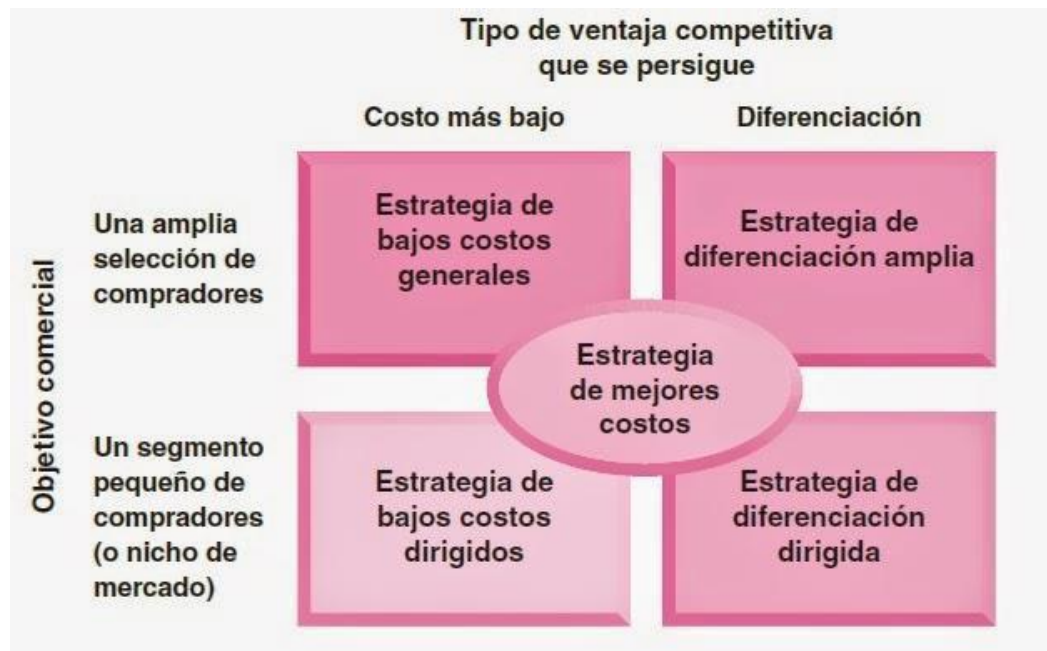 Tipo de ventaja competitiva
que se persigue
Costo más bajo
Diferenciación
Objetivo comercial
Una amplia
selección de
compradores
Estrategia de
bajos costos
generales
Estrategia de
diferenciación amplia
Estrategia
de mejores
costos
Un segmento
pequeño de
compradores
(o nicho de
mercado)
Estrategia de
bajos costos
dirigidos
Estrategia de
diferenciación
dirigida